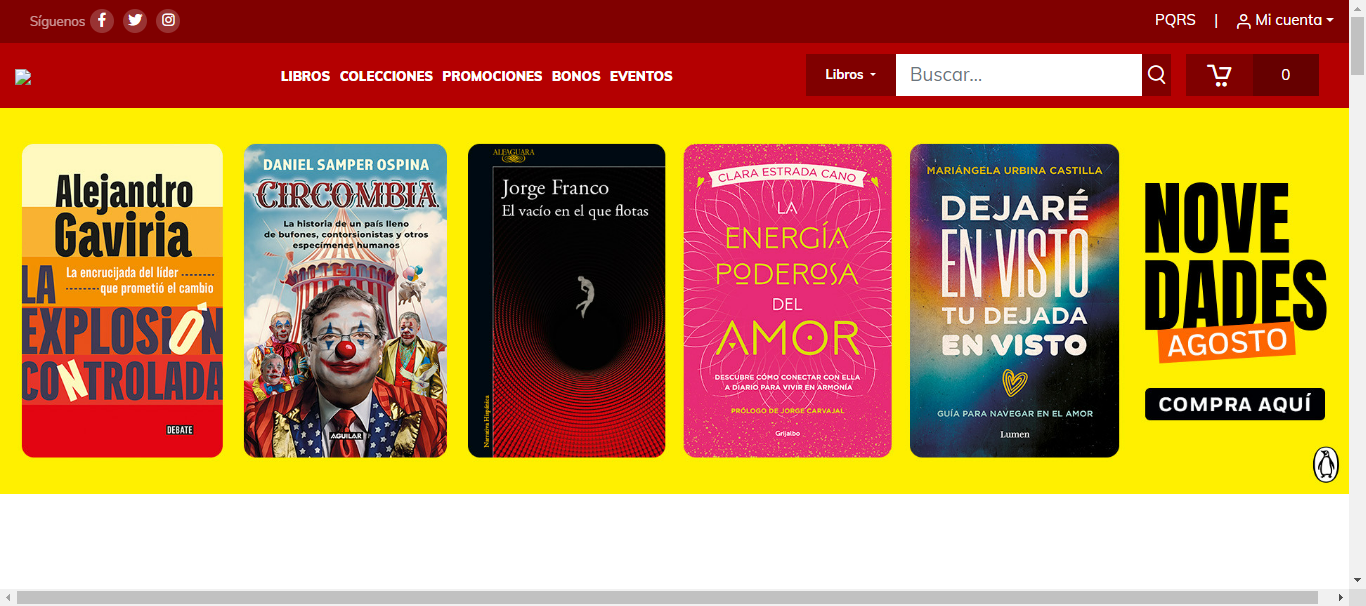 Síguenos
PQRS | Mi cuenta
LIBROS COLECCIONES PROMOCIONES BONOS EVENTOS
Libros
Buscar...
0
Alejandro
Gaviria
La encrucijada del líder
que prometió el cambio
LA
EXPLOSIÓN
CONTROLADA
DEBATE
DANIEL SAMPER OSPINA
CIRCOMBIA
La historia de un país lleno
de bufones, contorsionistas y otros
especímenes humanos
AGUILAR
ALFAGUARA
Jorge Franco
El vacío en el que flotas
Narrativa Hispánica
CLARA ESTRADA CANO
LA
ENERGÍA
PODEROSA
DEL
AMOR
DESCUBRE CÓMO CONECTAR CON ELLA
A DIARIO PARA VIVIR EN ARMONÍA
PRÓLOGO DE JORGE CARVAJAL
Grijalbo
MARIÁNGELA URBINA CASTILLA
DEJARÉ
EN VISTO
TU DEJADA
EN VISTO
GUÍA PARA NAVEGAR EN EL AMOR
Lumen
NOVE
DADES
AGOSTO
COMPRA AQUÍ